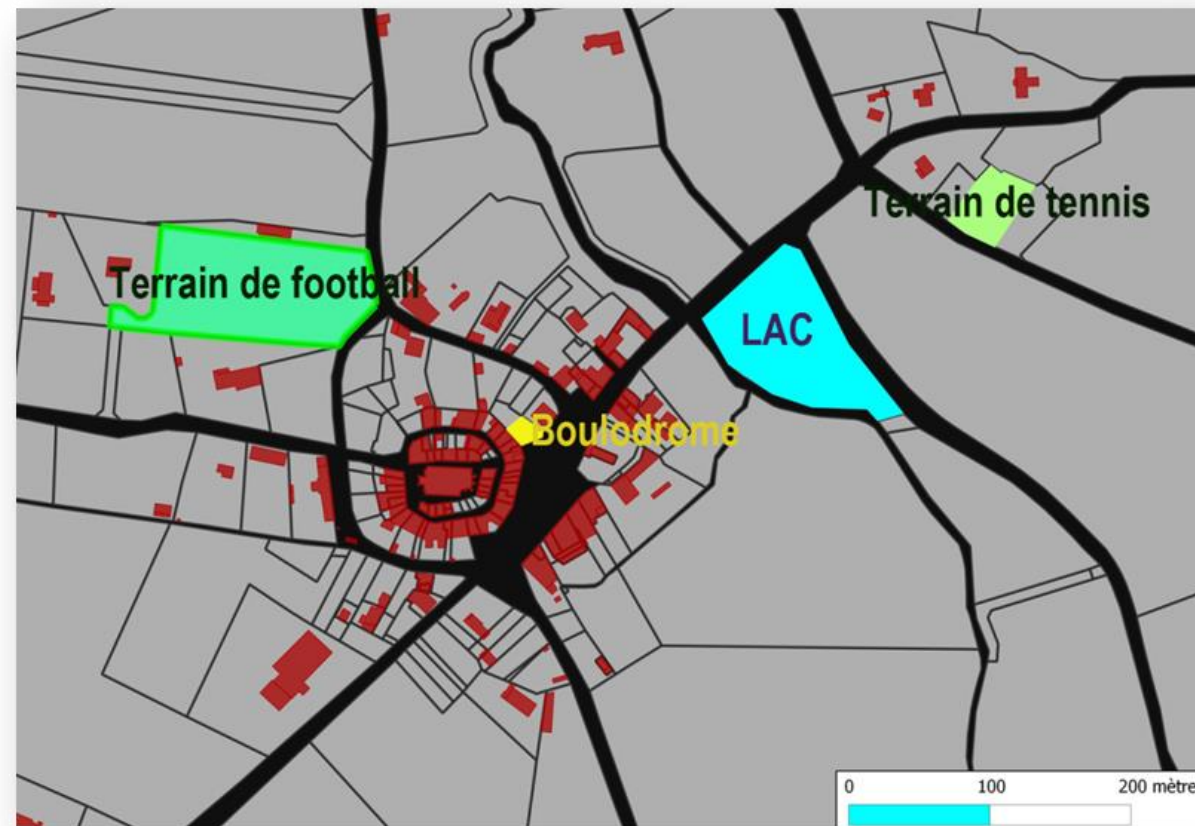 Terrain de tennis
Terrain de football
LAC
Boulodrome
0 100 200 mètre